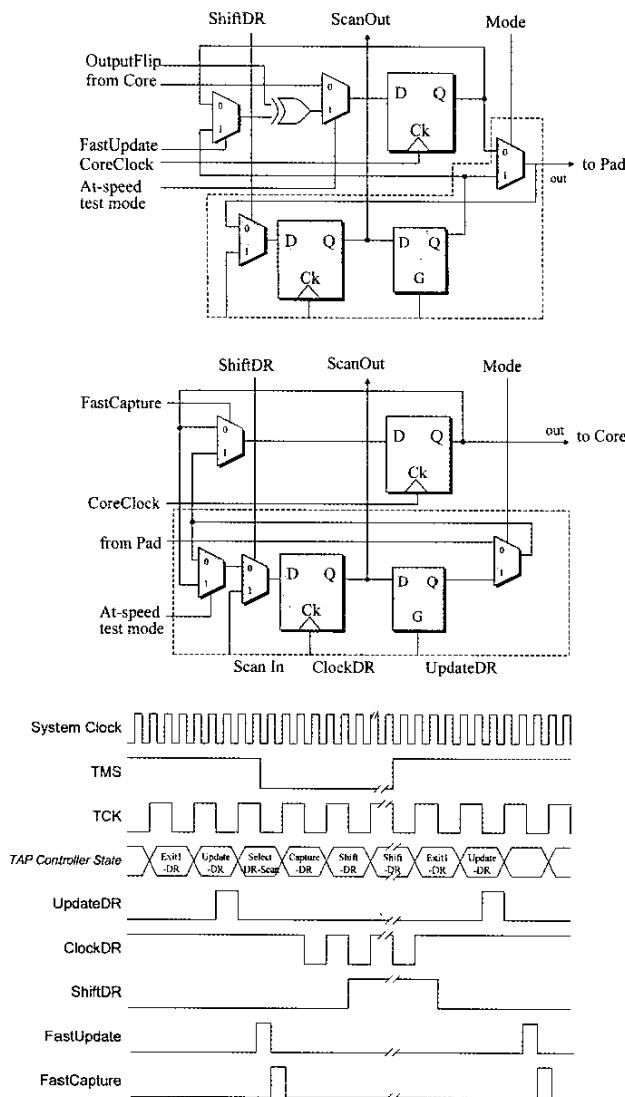 ShiftDR ScanOut Mode
OutputFlip
from Core
0
1
D Q
Ck
FastUpdate
CoreClock
At-speed
test mode
0
1
0
1
out
to Pad
0
1
D Q
Ck
D Q
G
ShiftDR ScanOut Mode
FastCapture
0
1
D Q
Ck
out to Core
CoreClock
from Pad
0
1
0
1
D Q
Ck
D Q
G
0
1
At-speed
test mode
Scan In ClockDR UpdateDR
System Clock
TMS
TCK
TAP Controller State
Exit1
-DR
Update
-DR
Select
DR-Scan
Capture
-DR
Shift
-DR
Shift
-DR
Exit1
-DR
Update
-DR
UpdateDR
ClockDR
ShiftDR
FastUpdate
FastCapture